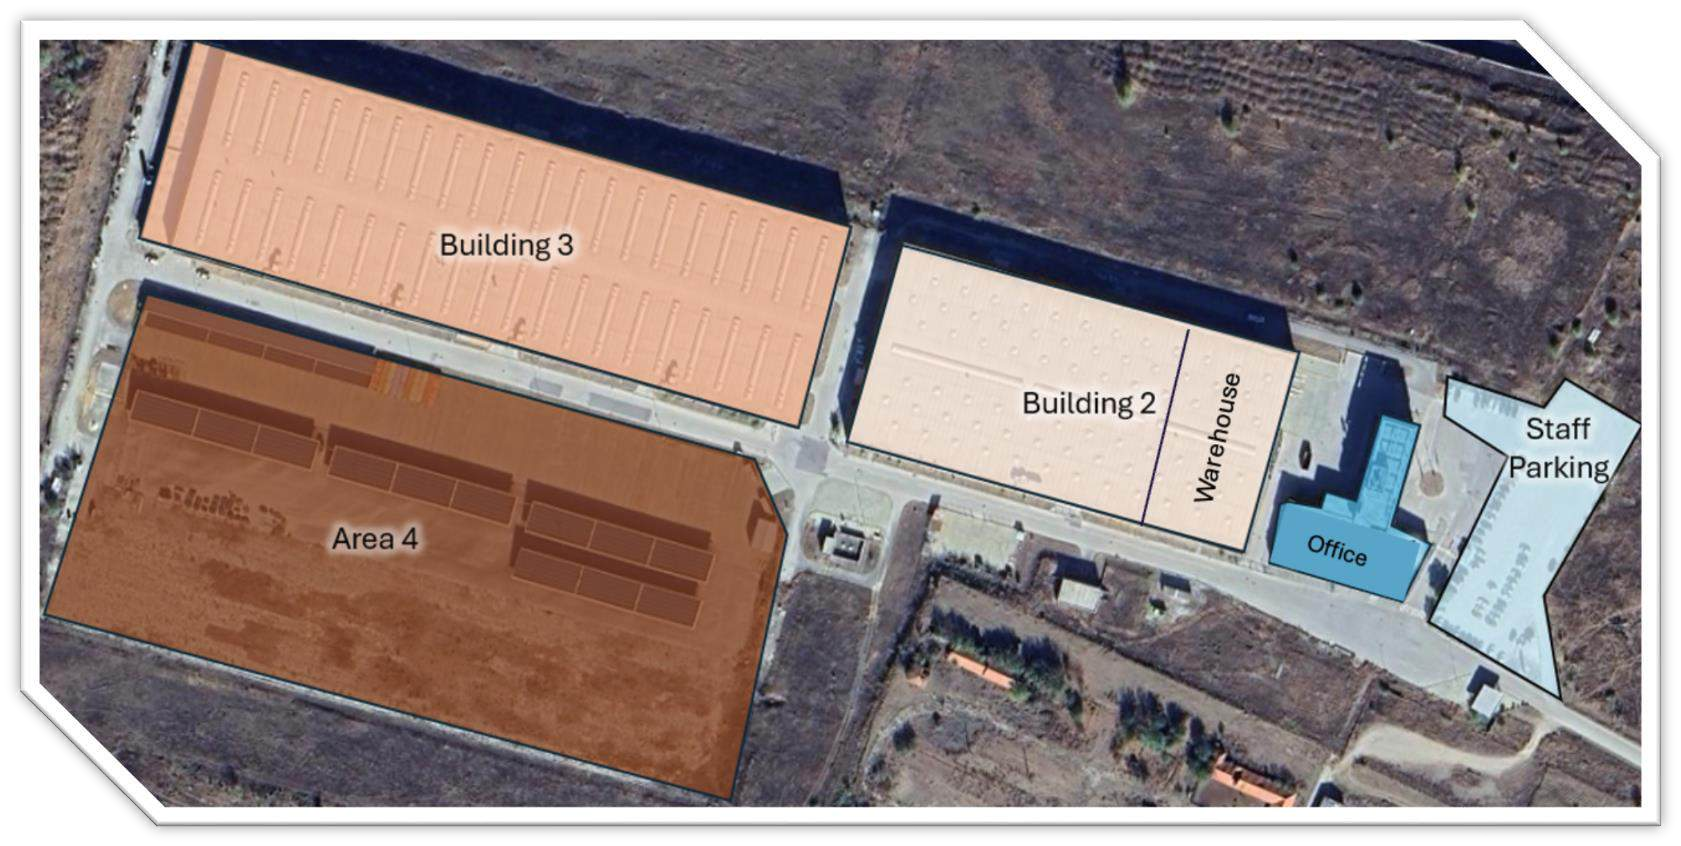 Building 3
Building 2
Warehouse
Staff
Parking
Area 4
Office